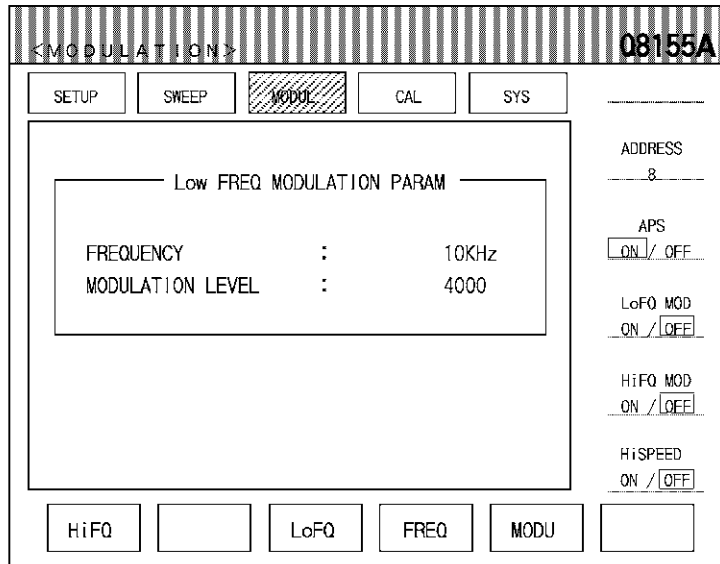 <MODULATION>
Q8155A
SETUP SWEEP MODUL CAL SYS
ADDRESS
8
Low FREQ MODULATION PARAM
APS
ON / OFF
FREQUENCY : 10KHz
MODULATION LEVEL : 4000
LoFQ MOD
ON / OFF
HiFQ MOD
ON / OFF
HiSPEED
ON / OFF
HiFQ LoFQ FREQ MODU